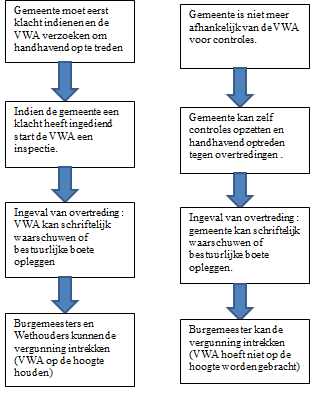 Gemeente moet eerst
klacht indienen en de
VWA verzoeken om
handhavend op te treden
Indien de gemeente een
klacht heeft ingediend
start de VWA een
inspectie.
Ingeval van overtreding :
VWA kan schriftelijk
waarschuwen of
bestuurlijke boete
opleggen
Burgemeesters en
Wethouders kunnen de
vergunning intrekken
(VWA op de hoogte
houden)
Gemeente is niet meer
afhankelijk van de VWA
voor controles.
Gemeente kan zelf
controles opzetten en
handhavend optreden
tegen overtredingen .
Ingeval van overtreding :
gemeente kan schriftelijk
waarschuwen of
bestuurlijke boete
opleggen.
Burgemeester kan de
vergunning intrekken
(VWA hoeft niet op de
hoogte worden gebracht)